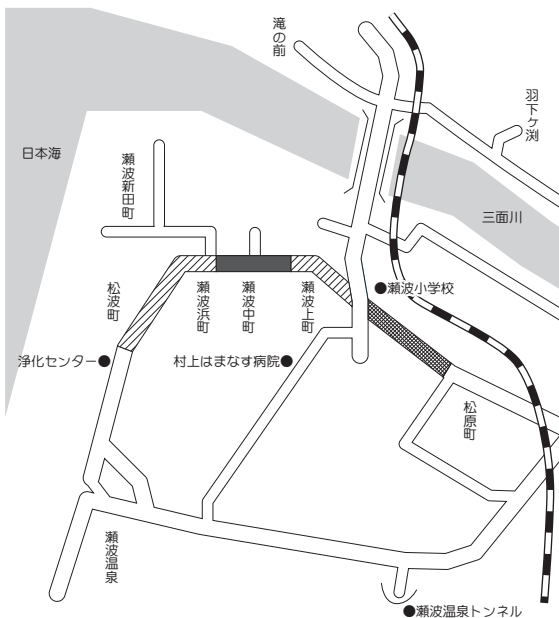 滝の前
羽下ヶ渕
日本海
瀬波新田町
三面川
松波町
瀬波浜町
瀬波中町
瀬波上町
●瀬波小学校
浄化センター●
村上はまなす病院●
松原町
瀬波温泉
●瀬波温泉トンネル